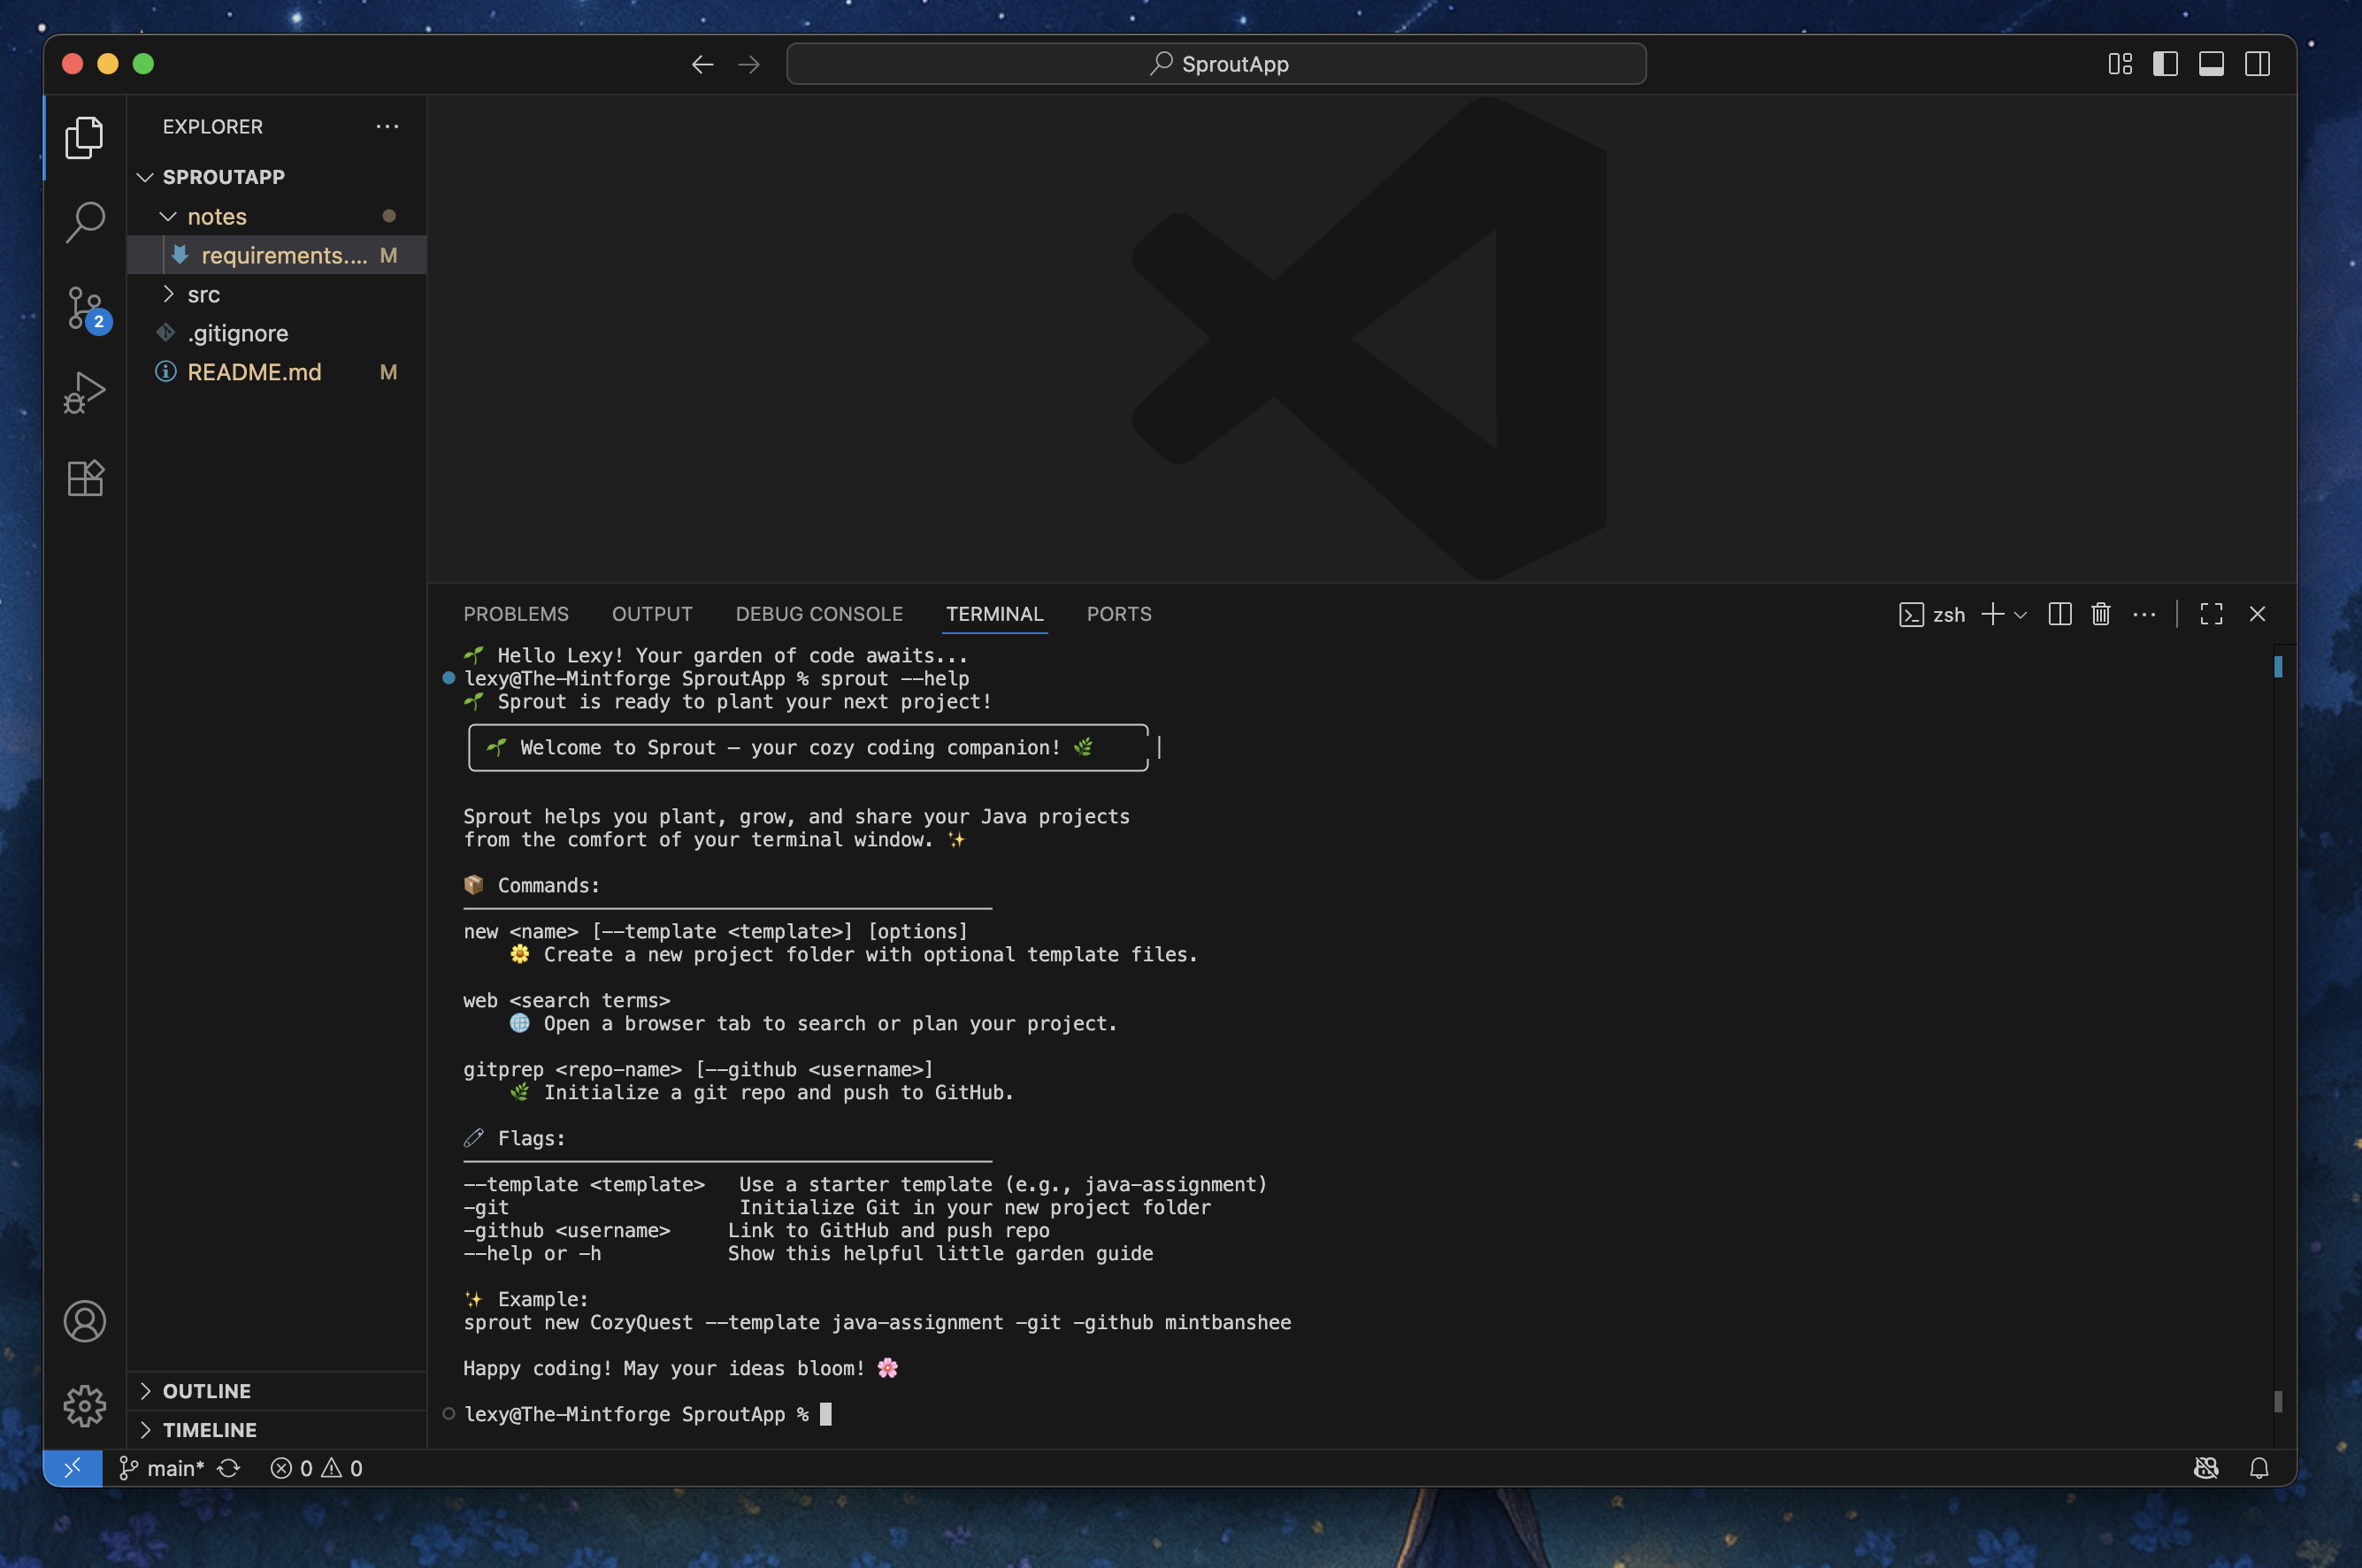 SproutApp
EXPLORER
SPROUTAPP
notes
requirements.... M
src
.gitignore
README.md M
2
OUTLINE
TIMELINE
PROBLEMS OUTPUT DEBUG CONSOLE TERMINAL PORTS zsh
🌱 Hello Lexy! Your garden of code awaits...
lexy@The-Mintforge SproutApp % sprout --help
🌱 Sprout is ready to plant your next project!
🌱 Welcome to Sprout — your cozy coding companion! 🌿
Sprout helps you plant, grow, and share your Java projects
from the comfort of your terminal window. ✨
📦 Commands:
new <name> [--template <template>] [options]
🌼 Create a new project folder with optional template files.
web <search terms>
🌐 Open a browser tab to search or plan your project.
gitprep <repo-name> [--github <username>]
🌿 Initialize a git repo and push to GitHub.
🧷 Flags:
--template <template> Use a starter template (e.g., java-assignment)
-git Initialize Git in your new project folder
-github <username> Link to GitHub and push repo
--help or -h Show this helpful little garden guide
✨ Example:
sprout new CozyQuest --template java-assignment -git -github mintbanshee
Happy coding! May your ideas bloom! 🌸
lexy@The-Mintforge SproutApp %
main* 0 0